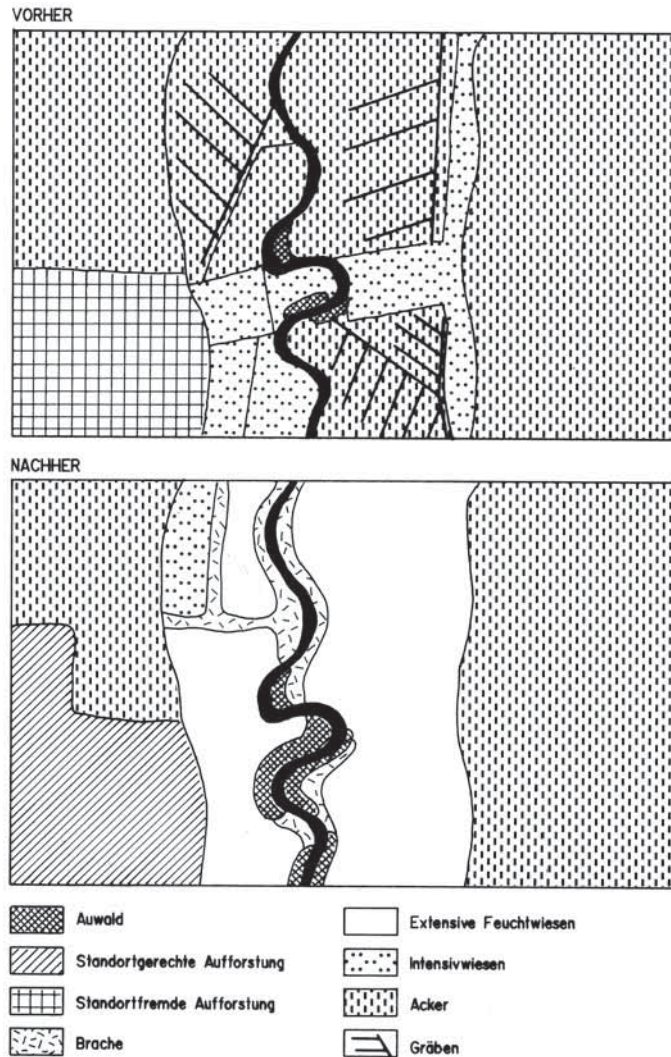 VORHER
NACHHER
Auwald
Extensive Feuchtwiesen
Standortgerechte Aufforstung
Intensivwiesen
Standortfremde Aufforstung
Acker
Brache
Gräben